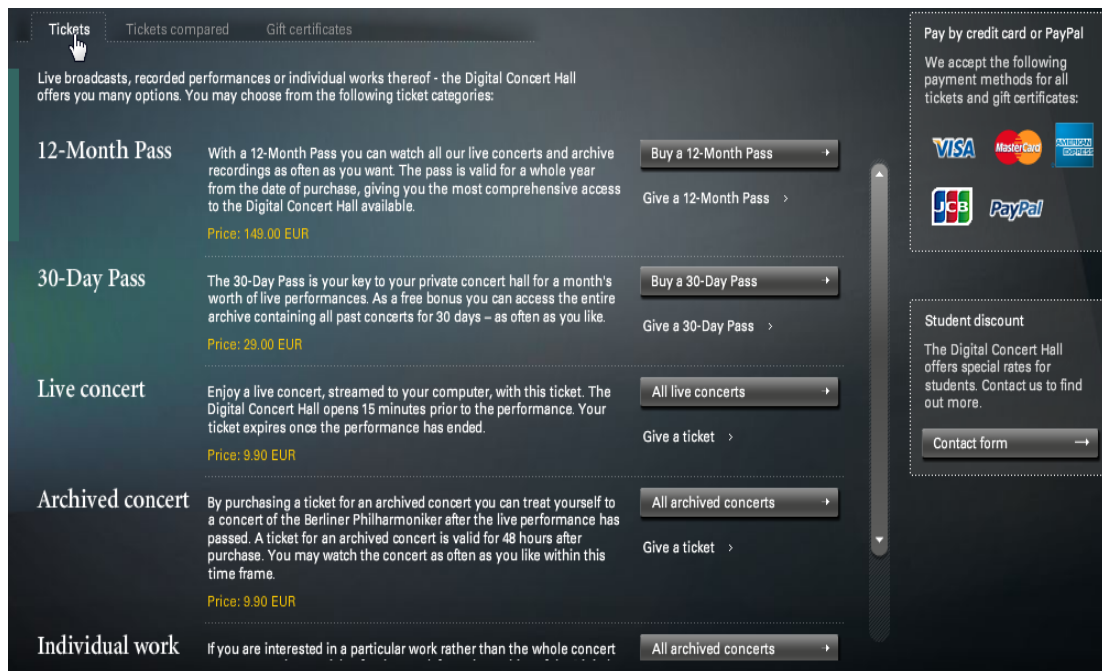 Tickets
Tickets compared
Gift certificates
Live broadcasts, recorded performances or individual works thereof - the Digital Concert Hall
offers you many options. You may choose from the following ticket categories:
12-Month Pass
With a 12-Month Pass you can watch all our live concerts and archive
recordings as often as you want. The pass is valid for a whole year
from the date of purchase, giving you the most comprehensive access
to the Digital Concert Hall available.
Price: 149.00 EUR
Buy a 12-Month Pass
Give a 12-Month Pass
30-Day Pass
The 30-Day Pass is your key to your private concert hall for a month's
worth of live performances. As a free bonus you can access the entire
archive containing all past concerts for 30 days – as often as you like.
Price: 29.00 EUR
Buy a 30-Day Pass
Give a 30-Day Pass
Live concert
Enjoy a live concert, streamed to your computer, with this ticket. The
Digital Concert Hall opens 15 minutes prior to the performance. Your
ticket expires once the performance has ended.
Price: 9.90 EUR
All live concerts
Give a ticket
Archived concert
By purchasing a ticket for an archived concert you can treat yourself to
a concert of the Berliner Philharmoniker after the live performance has
passed. A ticket for an archived concert is valid for 48 hours after
purchase. You may watch the concert as often as you like within this
time frame.
Price: 9.90 EUR
All archived concerts
Give a ticket
Individual work
If you are interested in a particular work rather than the whole concert
All archived concerts
Pay by credit card or PayPal
We accept the following
payment methods for all
tickets and gift certificates:
VISA
MasterCard
AMERICAN
EXPRESS
JCB
PayPal
Student discount
The Digital Concert Hall
offers special rates for
students. Contact us to find
out more.
Contact form